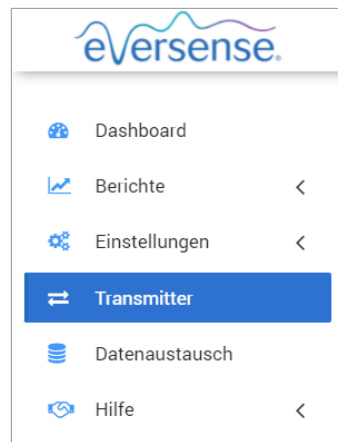 eversense.
Dashboard
Berichte
Einstellungen
Transmitter
Datenaustausch
Hilfe